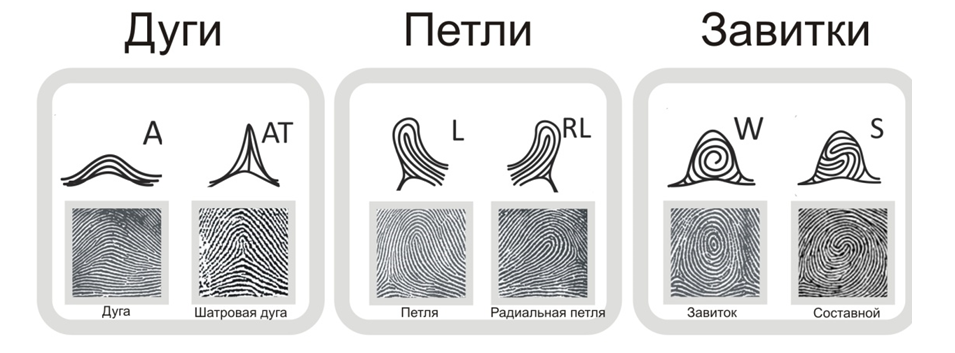 Дуги
Петли
Завитки
A
AT
L
RL
W
S
Дуга
Шатровая дуга
Петля
Радиальная петля
Завиток
Составной